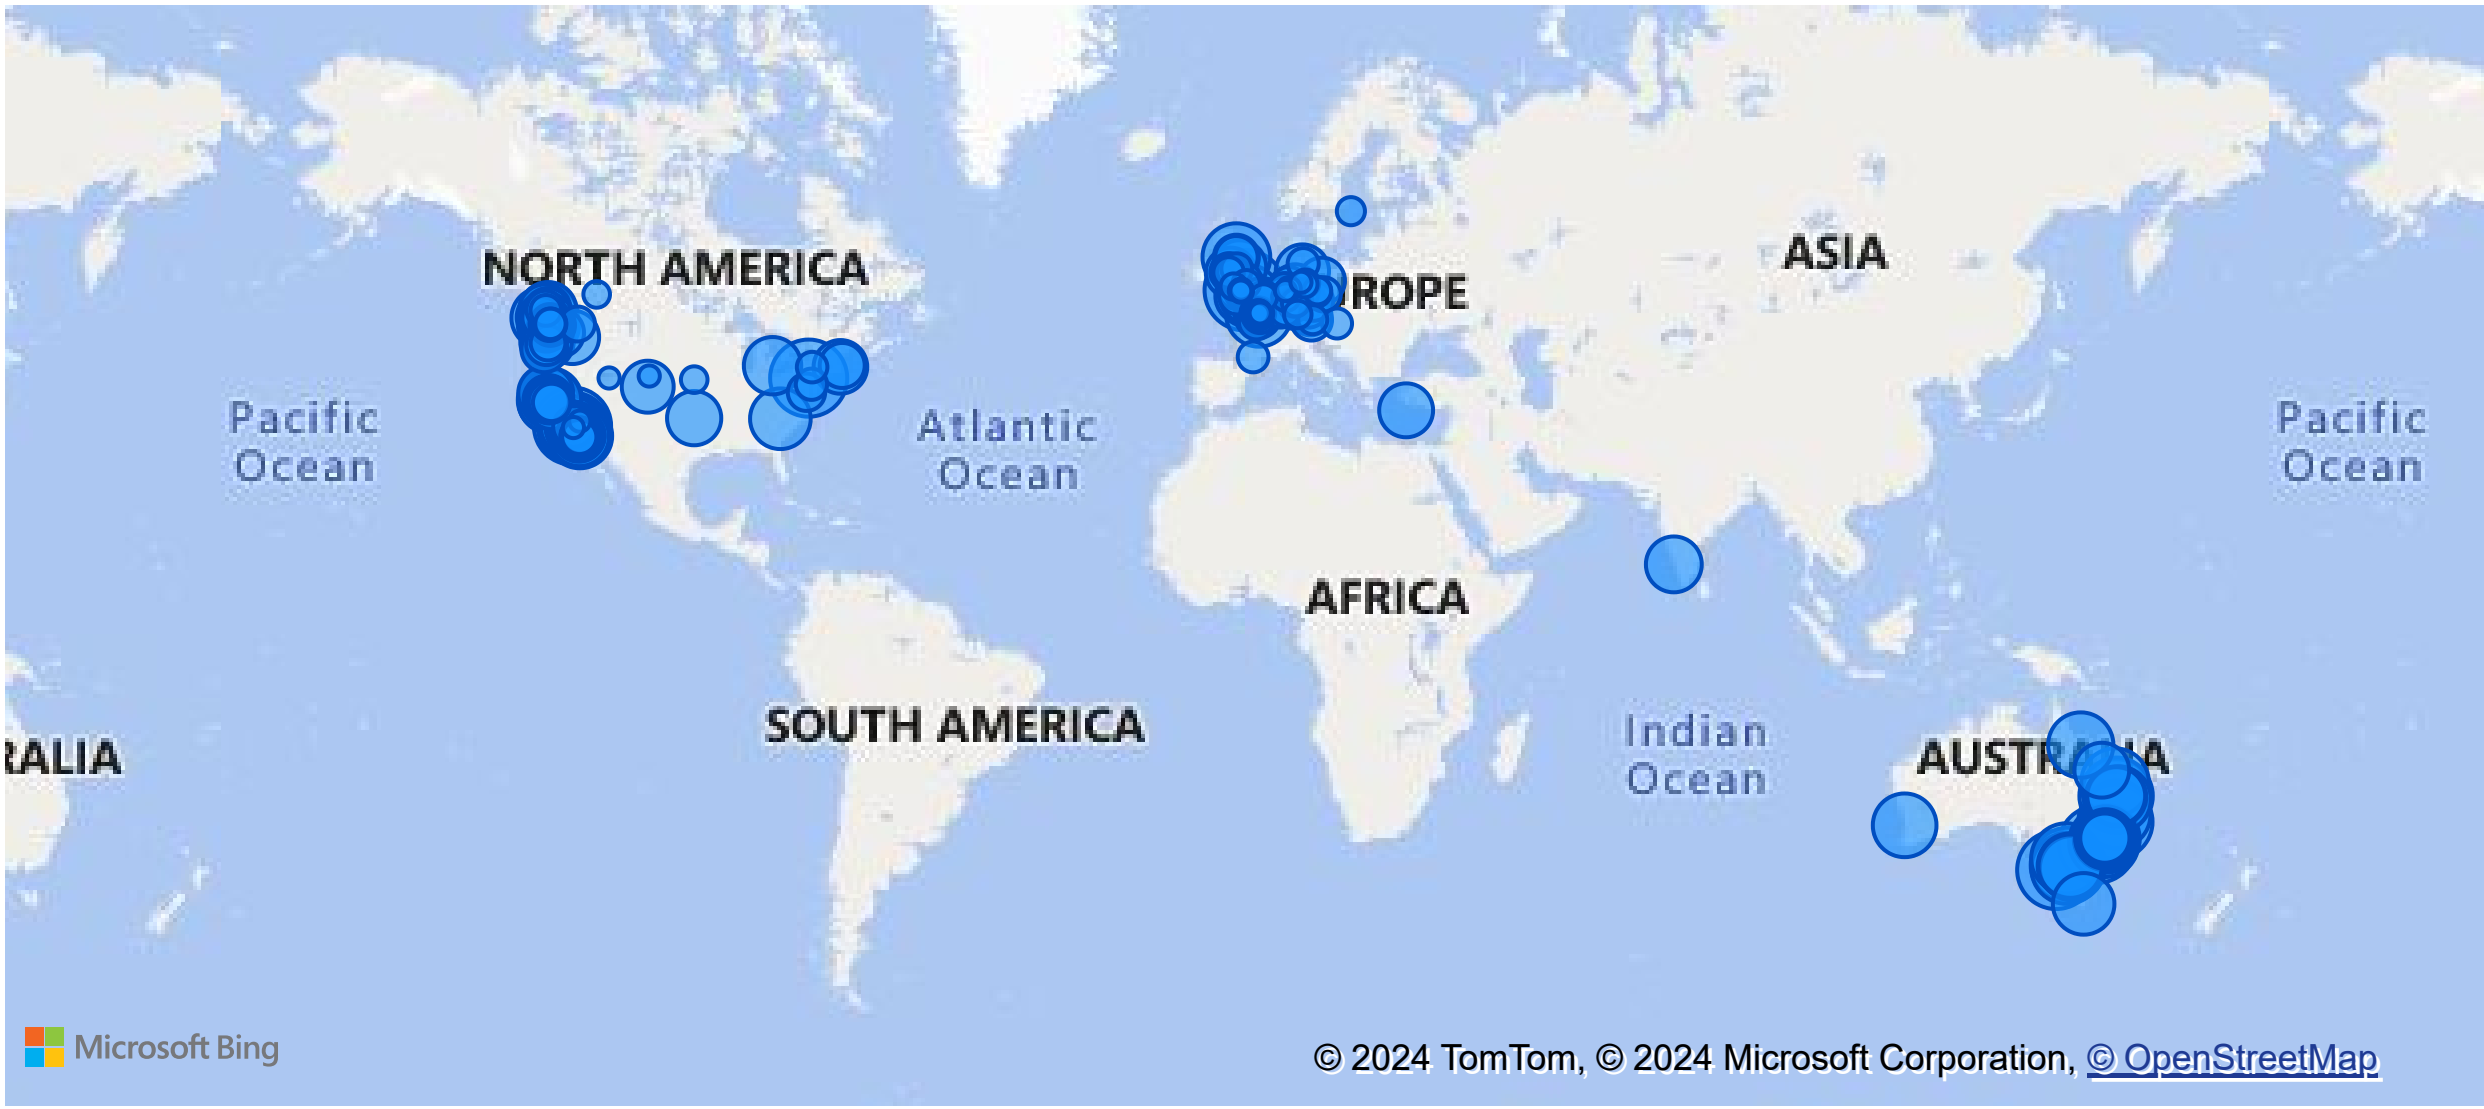 NORTH AMERICA
ASIA
ROPE
Pacific
Ocean
Atlantic
Ocean
Pacific
Ocean
AFRICA
SOUTH AMERICA
Indian
Ocean
RALIA
AUSTRALIA
Microsoft Bing
© 2024 TomTom, © 2024 Microsoft Corporation, © OpenStreetMap